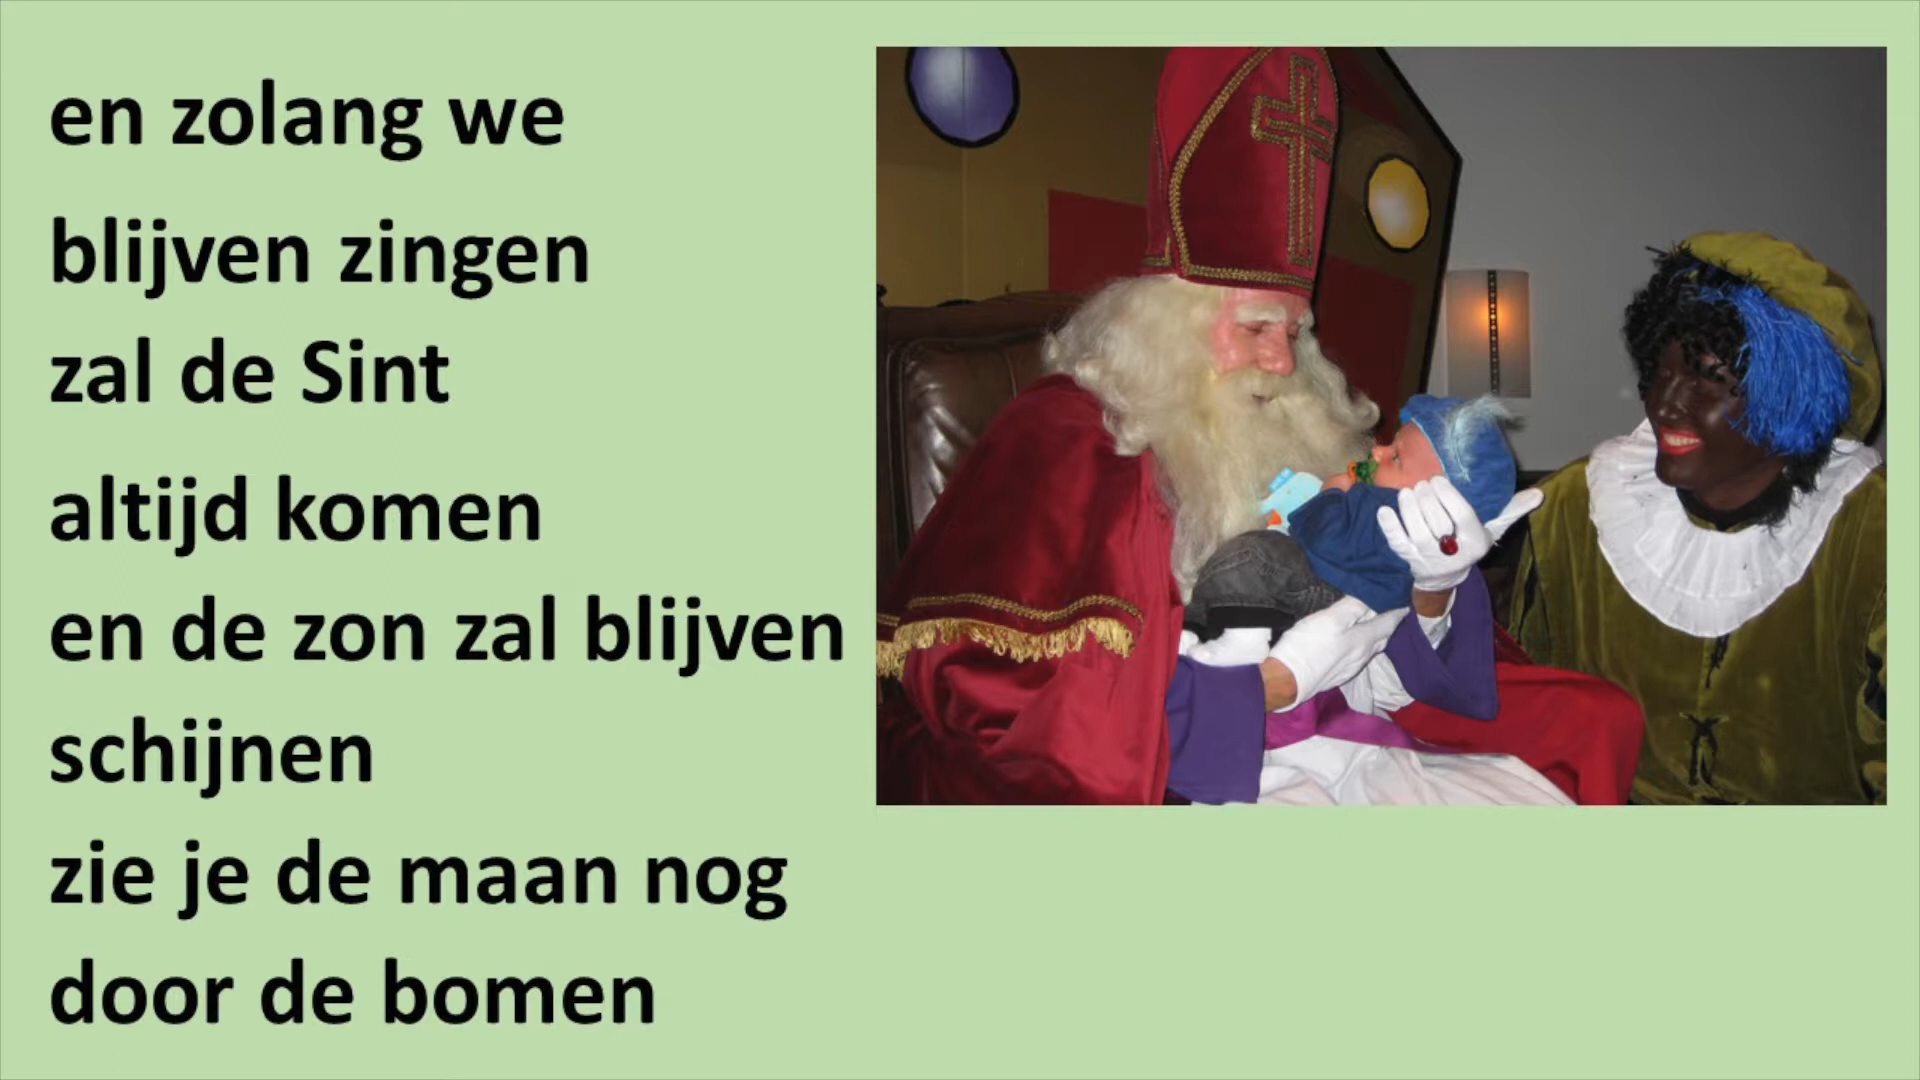 en zolang we
blijven zingen
zal de Sint
altijd komen
en de zon zal blijven
schijnen
zie je de maan nog
door de bomen